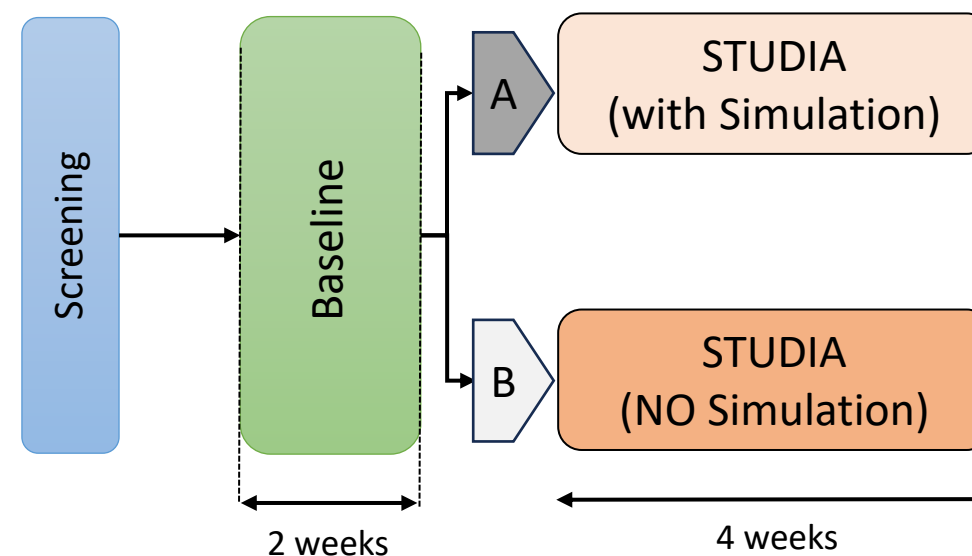 Screening
Baseline
A
STUDIA
(with Simulation)
B
STUDIA
(NO Simulation)
2 weeks
4 weeks